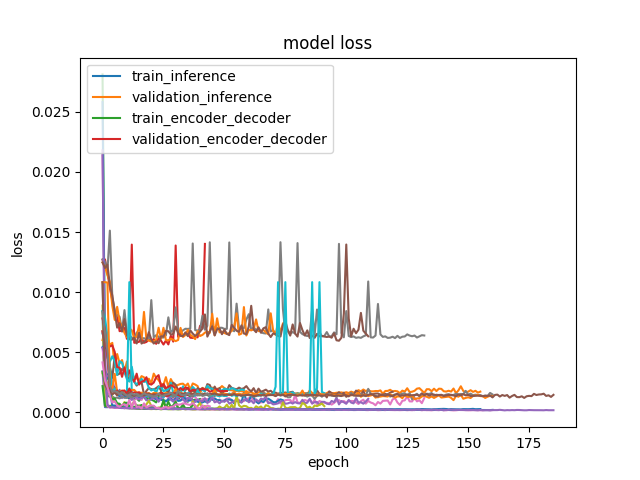 model loss
train_inference
validation_inference
train_encoder_decoder
validation_encoder_decoder
0.025
0.020
0.015
0.010
0.005
0.000
loss
0 25 50 75 100 125 150 175
epoch